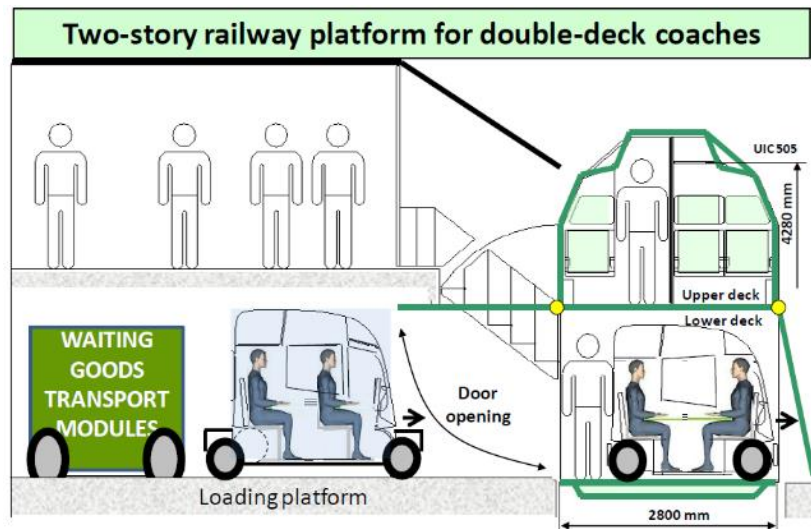 Two-story railway platform for double-deck coaches
UIC 505
4280 mm
Upper deck
Lower deck
WAITING
GOODS
TRANSPORT
MODULES
Door
opening
Loading platform
2800 mm